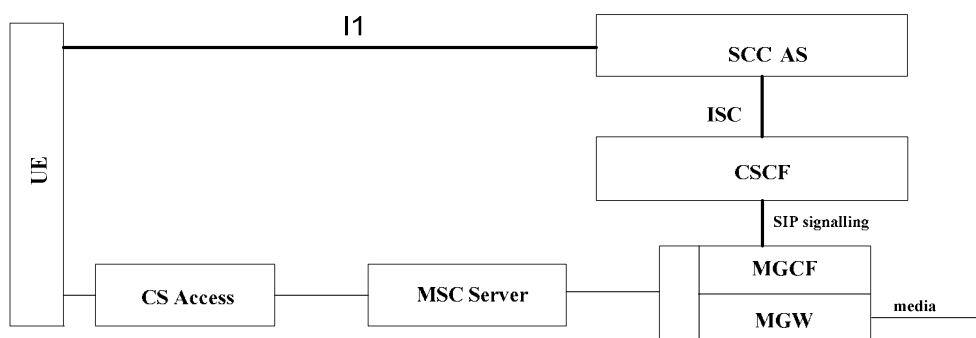 I1
SCC AS
ISC
UE
CSCF
SIP signalling
MGCF
CS Access
MSC Server
media
MGW